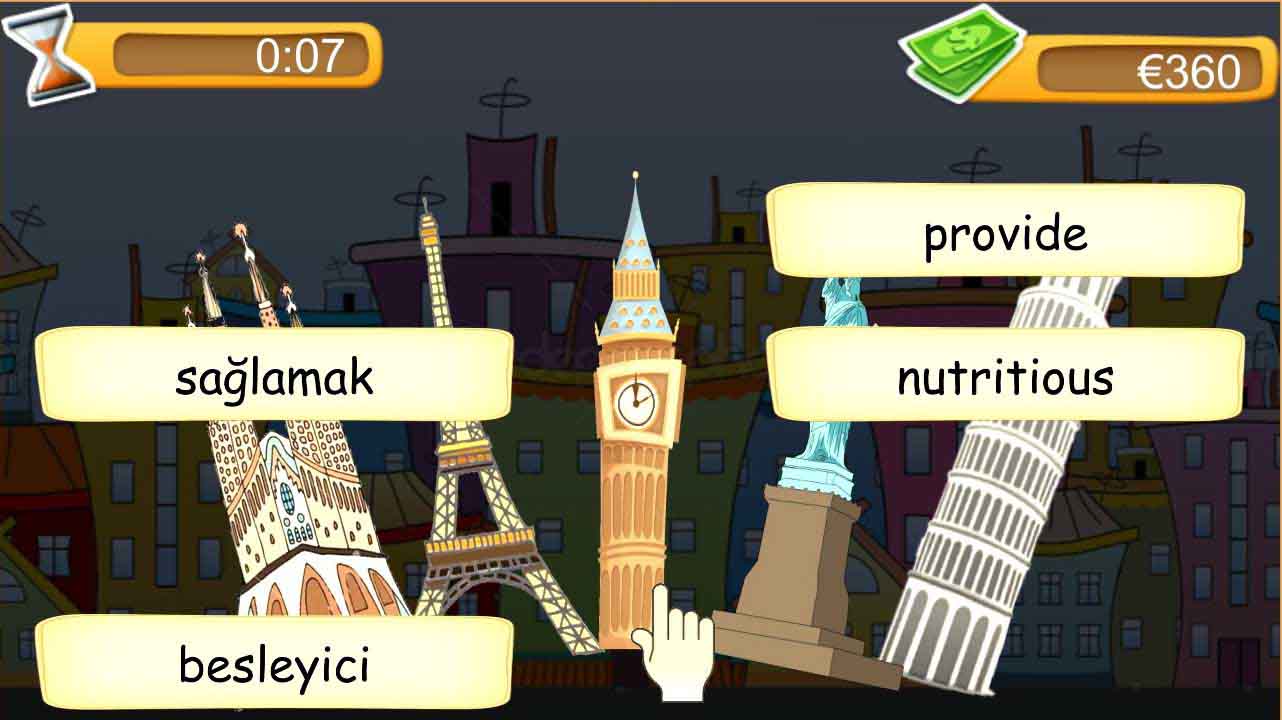 0:07
€360
provide
sağlamak
nutritious
besleyici